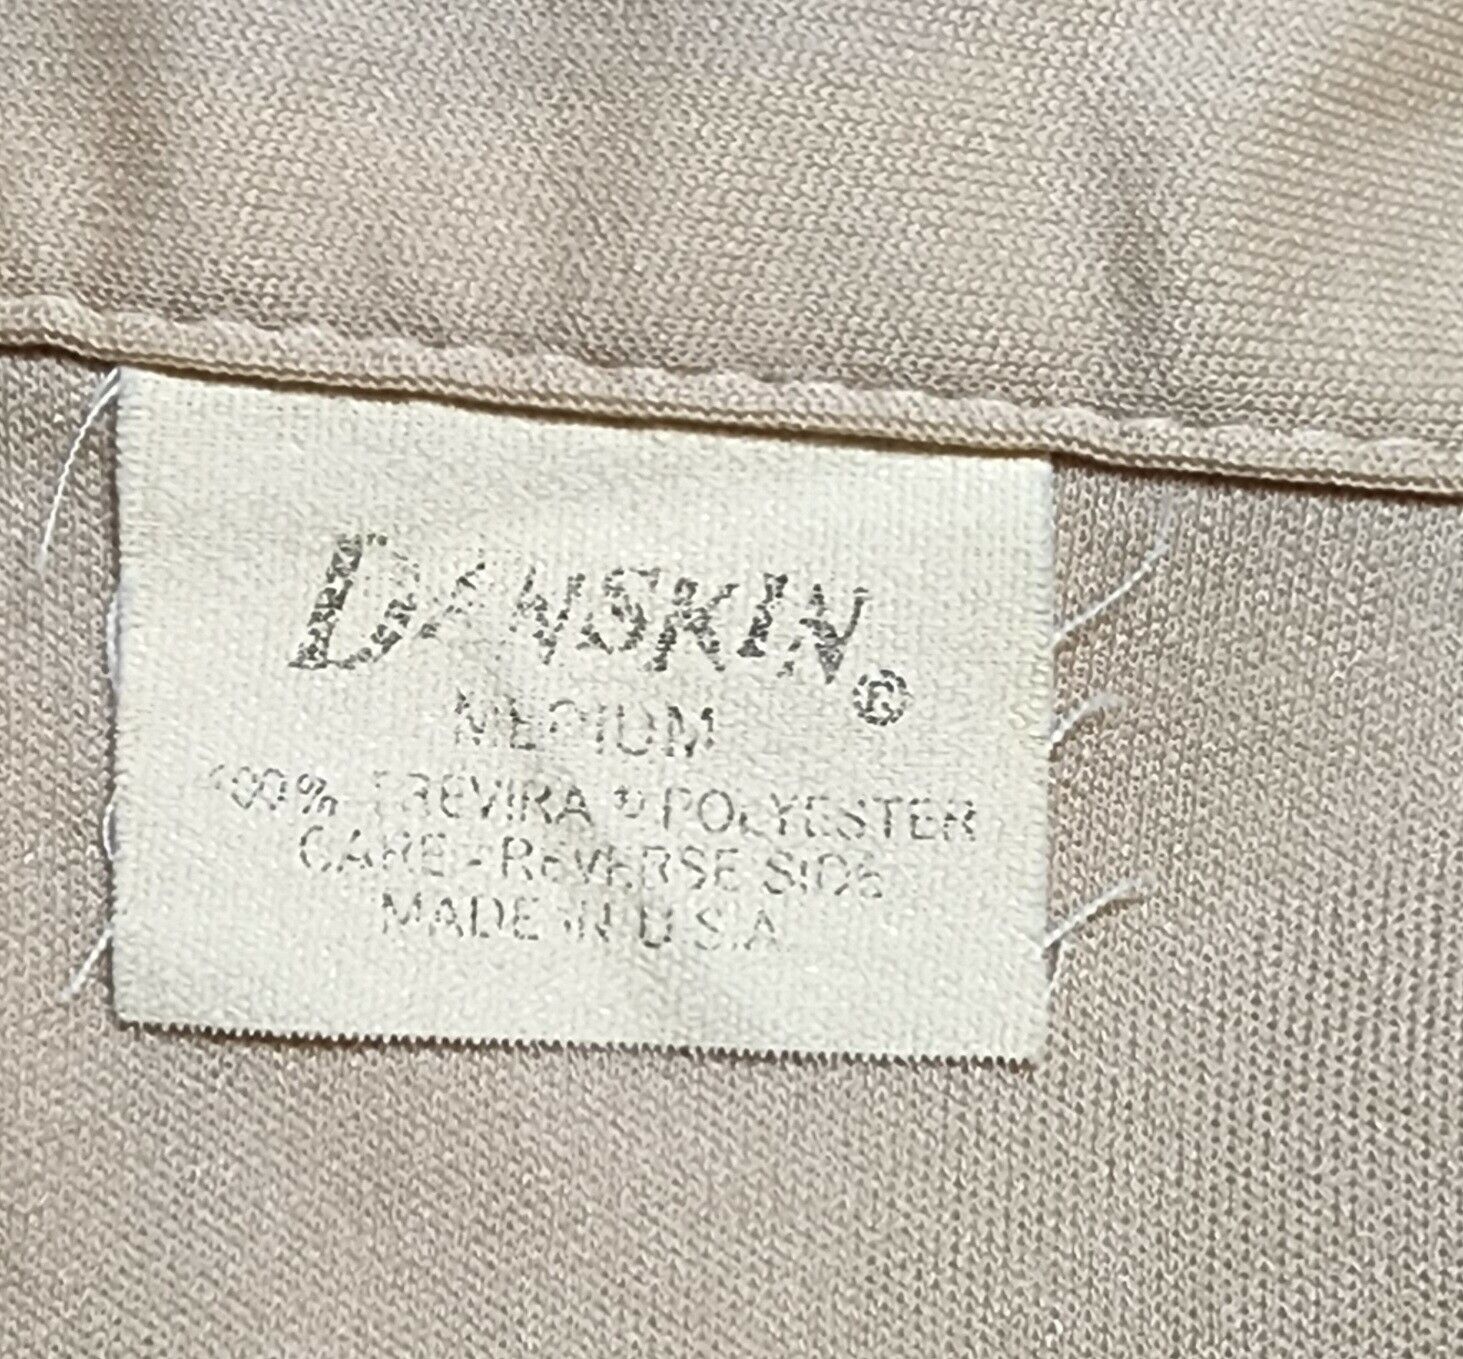 DANSKIN®
MEDIUM
100% TREVIRA ® POLYESTER
CARE - REVERSE SIDE
MADE IN U.S.A.